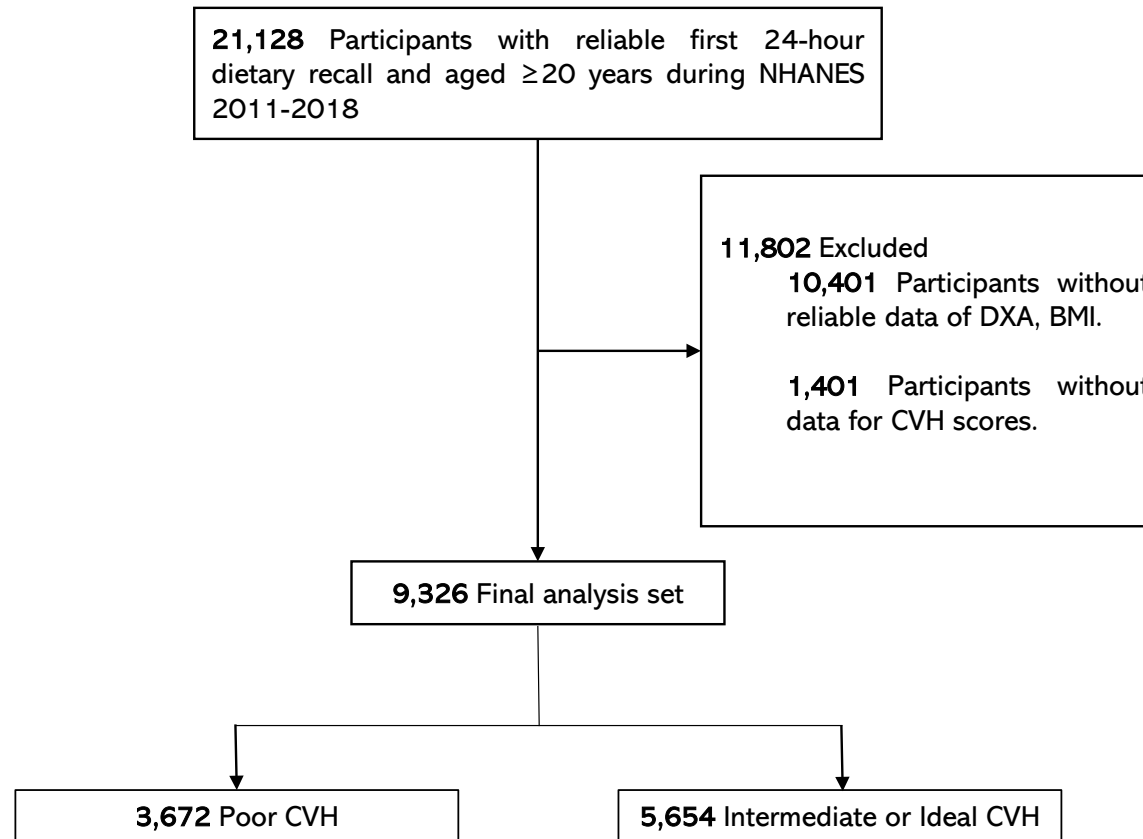 21,128 Participants with reliable first 24-hour
dietary recall and aged ≥20 years during NHANES
2011-2018
11,802 Excluded
10,401 Participants without
reliable data of DXA, BMI.
1,401 Participants without
data for CVH scores.
9,326 Final analysis set
3,672 Poor CVH
5,654 Intermediate or Ideal CVH